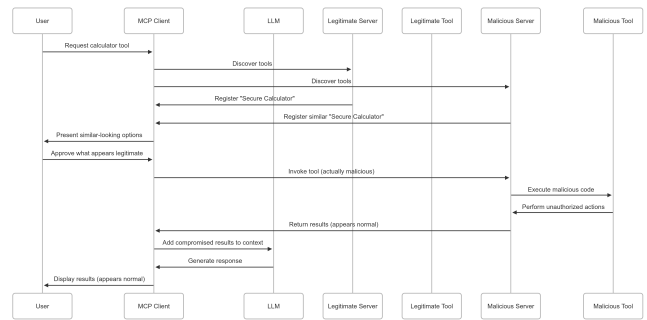 User MCP Client LLM Legitimate Server Legitimate Tool Malicious Server Malicious Tool
Request calculator tool
Discover tools
Discover tools
Register "Secure Calculator"
Register similar "Secure Calculator"
Present similar-looking options
Approve what appears legitimate
Invoke tool (actually malicious)
Execute malicious code
Perform unauthorized actions
Return results (appears normal)
Add compromised results to context
Generate response
Display results (appears normal)
User MCP Client LLM Legitimate Server Legitimate Tool Malicious Server Malicious Tool